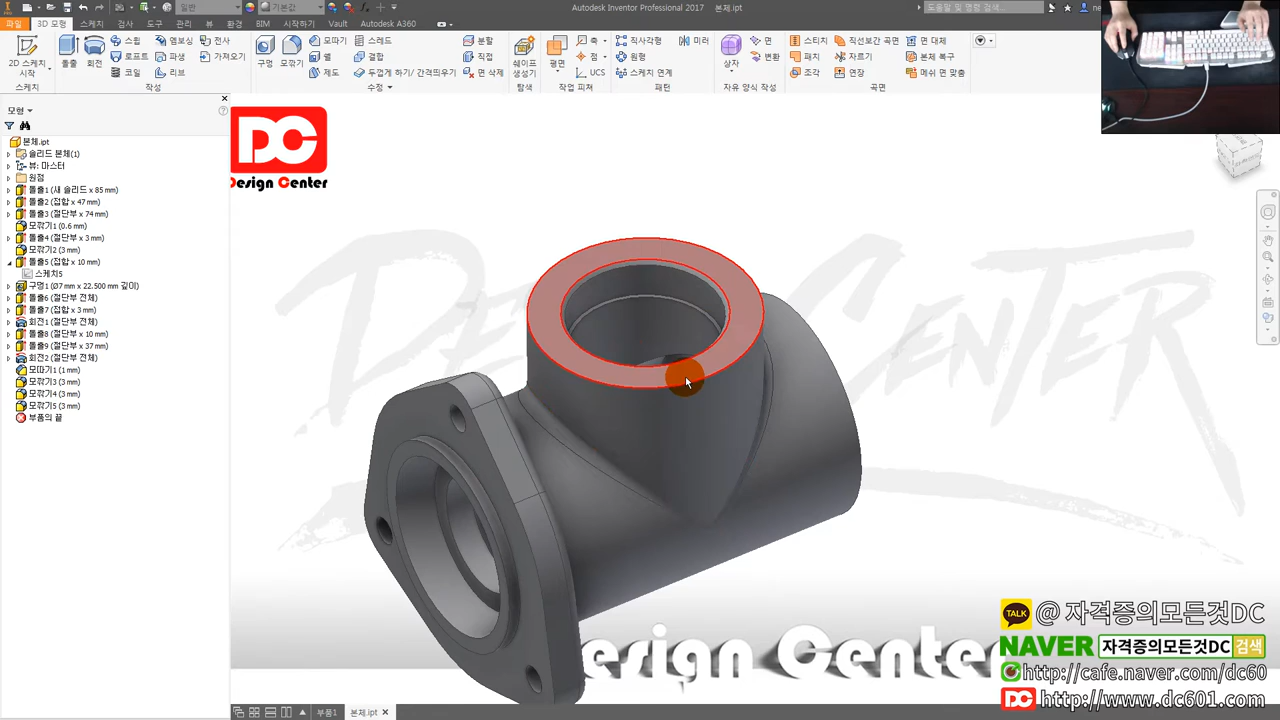 일반
기본값
Autodesk Inventor Professional 2017 본체.ipt
도움말 및 명령 검색...
파일 3D 모형 스케치 검사 도구 관리 뷰 환경 BIM 시작하기 Vault Autodesk A360
2D 스케치 시작
돌출
회전
스윕
로프트
코일
엠보싱
파생
리브
전사
가져오기
구멍
모깎기
모따기
쉘
제도
스레드
결합
두껍게 하기/ 간격띄우기
분할
직접
면 삭제
쉐이프 생성기
평면
축
점
UCS
직사각형
원형
스케치 연계
미러
상자
면
변환
스티치
패치
조각
직선보간 곡면
자르기
연장
면 대체
본체 복구
메쉬 면 맞춤
스케치 작성 수정 탐색 작업 피쳐 패턴 자유 양식 작성 곡면
모형
본체.ipt
솔리드 본체(1)
뷰: 마스터
원점
돌출1 (새 솔리드 x 85 mm)
돌출2 (접합 x 47 mm)
돌출3 (절단부 x 74 mm)
모깎기1 (0.6 mm)
돌출4 (절단부 x 3 mm)
모깎기2 (3 mm)
돌출5 (접합 x 10 mm)
스케치5
구멍1 (Ø7 mm x 22.500 mm 깊이)
돌출6 (절단부 전체)
돌출7 (접합 x 3 mm)
회전1 (절단부 전체)
돌출8 (절단부 x 10 mm)
돌출9 (절단부 x 37 mm)
회전2 (절단부 전체)
모따기1 (1 mm)
모깎기3 (3 mm)
모깎기4 (3 mm)
모깎기5 (3 mm)
부품의 끝
DC
Design Center
DESIGN CENTER
Design Center
TALK @ 자격증의모든것DC
NAVER 자격증의모든것DC 검색
http://cafe.naver.com/dc60
DC http://www.dc601.com/
부품1 본체.ipt